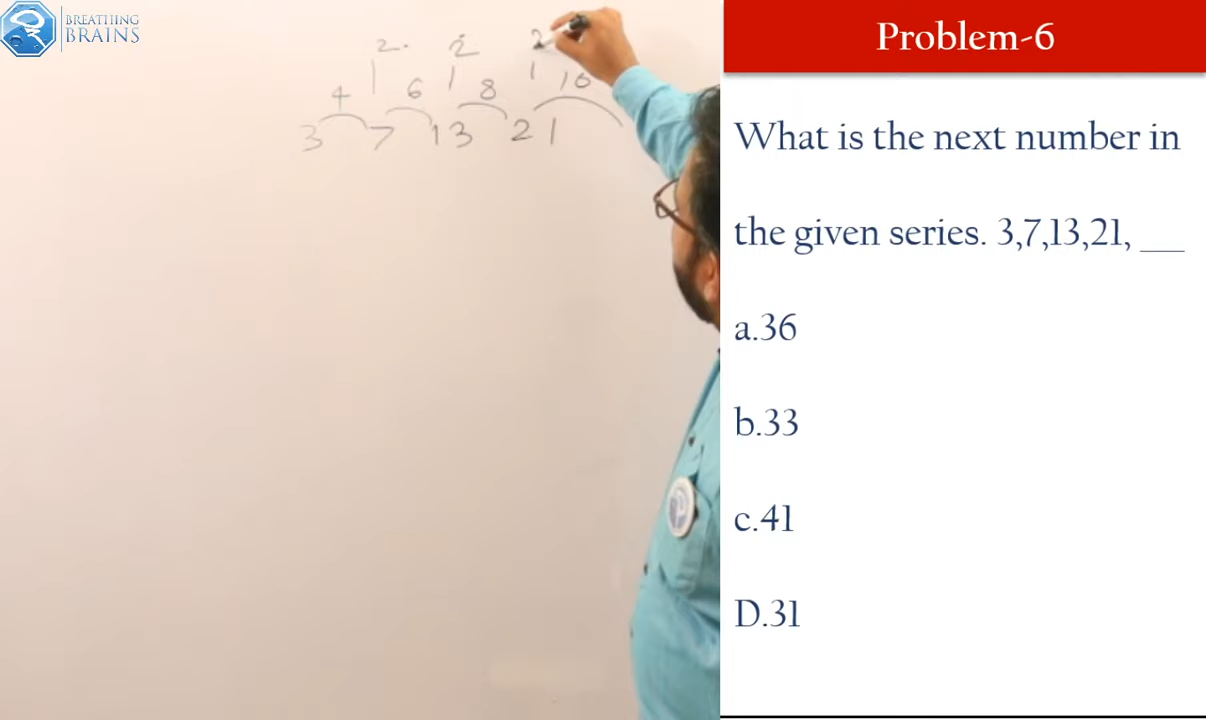 BREATHING
BRAINS
2. 2 2
4 6 8 10
3 7 13 21
Problem-6
What is the next number in
the given series. 3,7,13,21, __
a.36
b.33
c.41
D.31